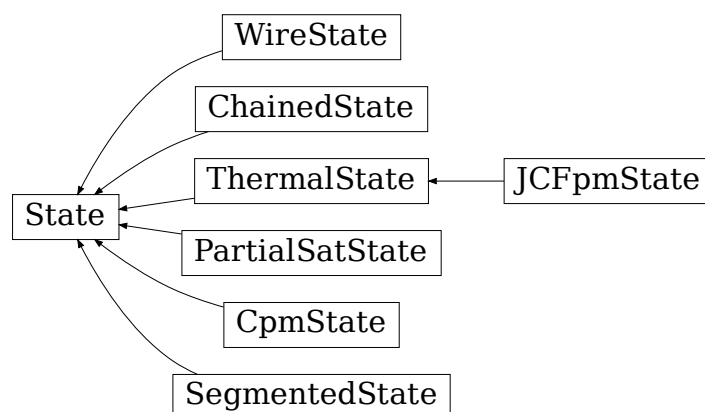 WireState
ChainedState
ThermalState
JCFpmState
State
PartialSatState
CpmState
SegmentedState